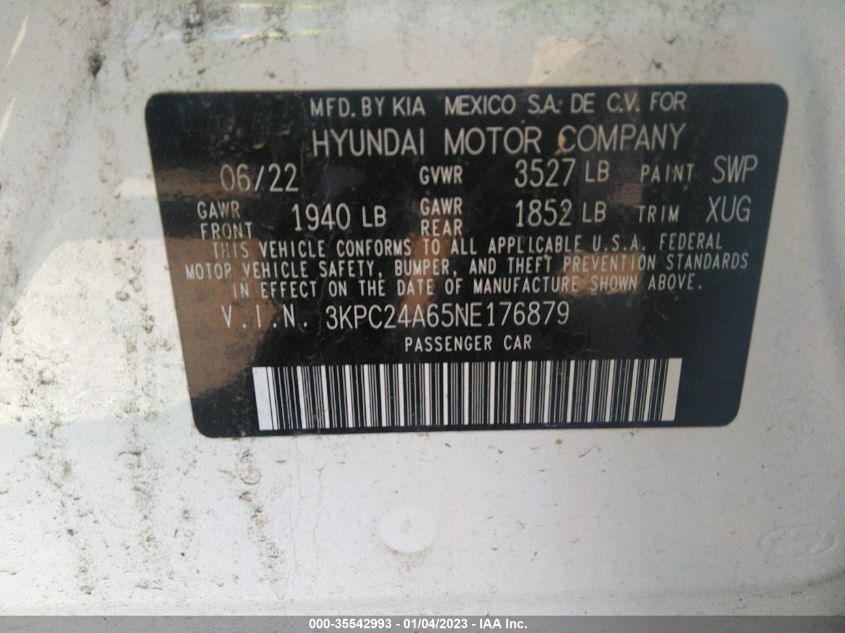 MFD. BY KIA MEXICO S.A. DE C.V. FOR
HYUNDAI MOTOR COMPANY
06/22 GVWR 3527 LB PAINT SWP
GAWR FRONT 1940 LB GAWR REAR 1852 LB TRIM XUG
THIS VEHICLE CONFORMS TO ALL APPLICABLE U.S.A. FEDERAL
MOTOR VEHICLE SAFETY, BUMPER, AND THEFT PREVENTION STANDARDS
IN EFFECT ON THE DATE OF MANUFACTURE SHOWN ABOVE.
V.I.N. 3KPC24A65NE176879
PASSENGER CAR
000-35542993 - 01/04/2023 - IAA Inc.